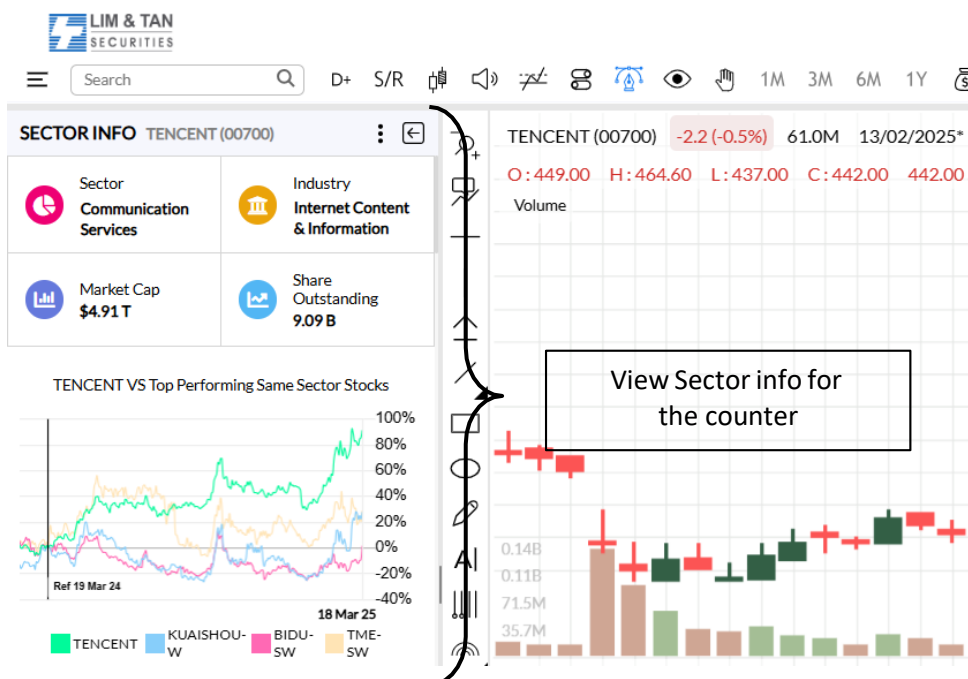 LIM & TAN
SECURITIES
Search
D+ S/R 1M 3M 6M 1Y
SECTOR INFO TENCENT (00700)
Sector
Communication
Services
Industry
Internet Content
& Information
Market Cap
$4.91 T
Share
Outstanding
9.09 B
TENCENT VS Top Performing Same Sector Stocks
100%
80%
60%
40%
20%
0%
-20%
-40%
Ref 19 Mar 24
18 Mar 25
TENCENT
KUAISHOU-
W
BIDU-
SW
TME-
SW
A
TENCENT (00700) -2.2 (-0.5%) 61.0M 13/02/2025*
O : 449.00 H : 464.60 L : 437.00 C : 442.00 442.00
Volume
View Sector info for
the counter
0.14B
0.11B
71.5M
35.7M